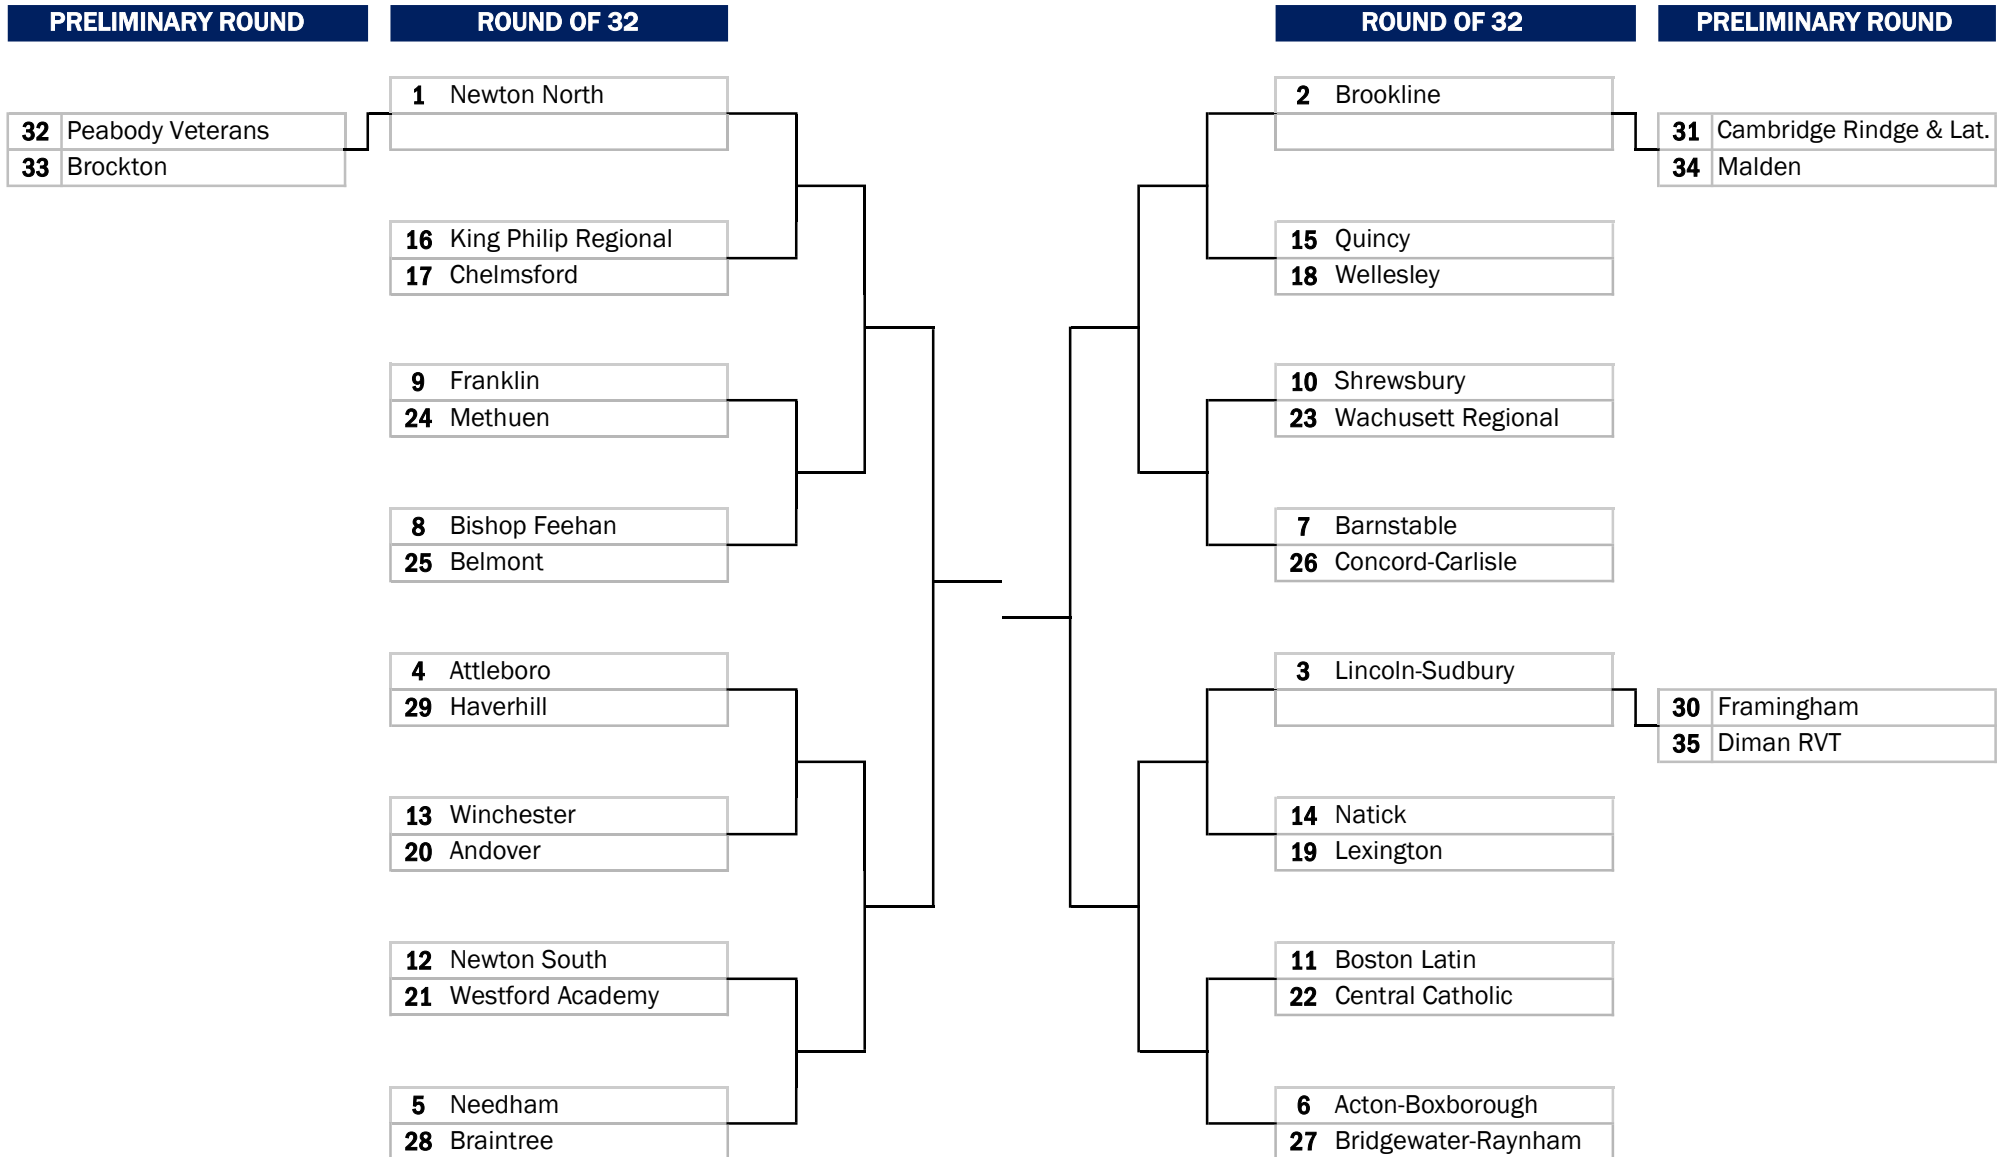 PRELIMINARY ROUND
ROUND OF 32
ROUND OF 32
PRELIMINARY ROUND
32 Peabody Veterans
33 Brockton
1 Newton North
16 King Philip Regional
17 Chelmsford
9 Franklin
24 Methuen
8 Bishop Feehan
25 Belmont
4 Attleboro
29 Haverhill
13 Winchester
20 Andover
12 Newton South
21 Westford Academy
5 Needham
28 Braintree
2 Brookline
15 Quincy
18 Wellesley
10 Shrewsbury
23 Wachusett Regional
7 Barnstable
26 Concord-Carlisle
3 Lincoln-Sudbury
14 Natick
19 Lexington
11 Boston Latin
22 Central Catholic
6 Acton-Boxborough
27 Bridgewater-Raynham
31 Cambridge Rindge & Lat.
34 Malden
30 Framingham
35 Diman RVT